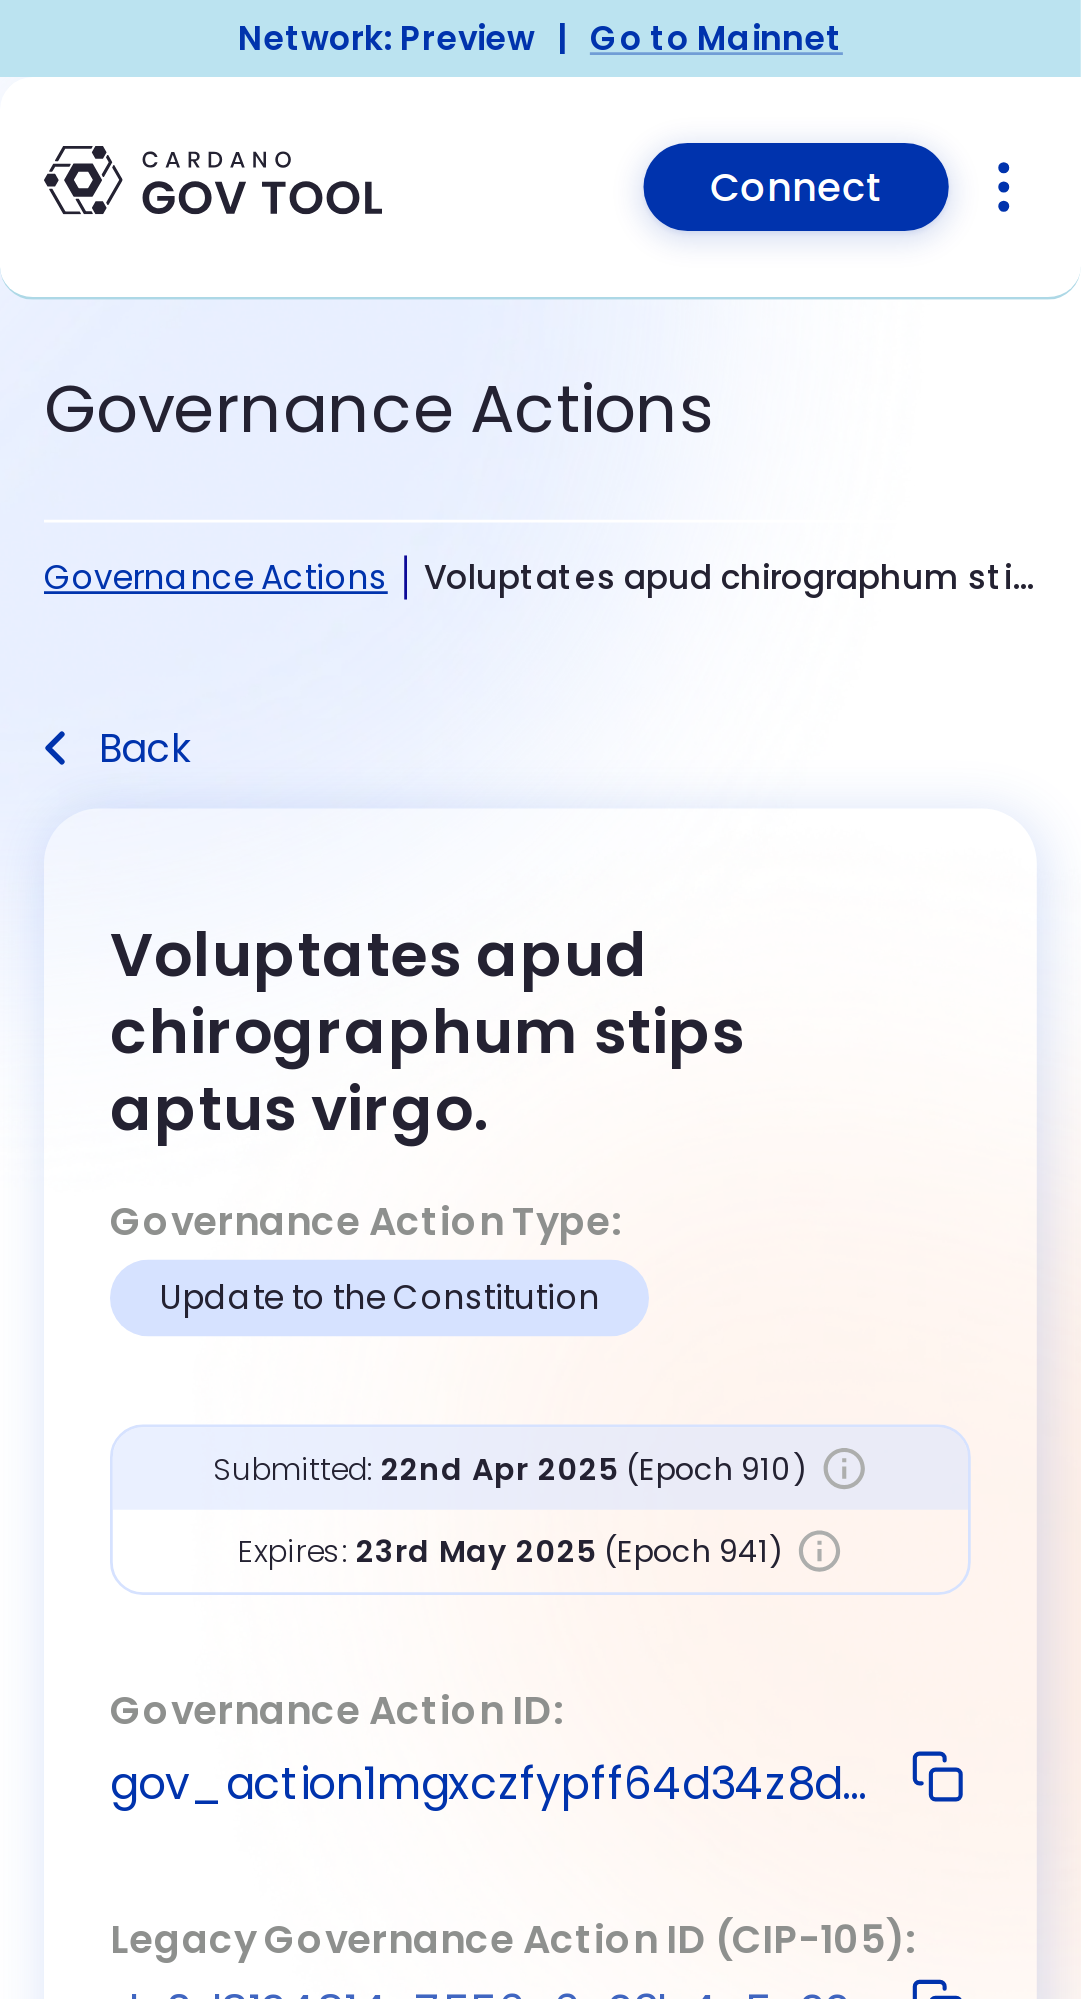 Network: Preview | Go to Mainnet
CARDANO
GOV TOOL
Connect
Governance Actions
Governance Actions | Voluptates apud chirographum sti...
Back
Voluptates apud
chirographum stips
aptus virgo.
Governance Action Type:
Update to the Constitution
Submitted: 22nd Apr 2025 (Epoch 910)
Expires: 23rd May 2025 (Epoch 941)
Governance Action ID:
gov_action1mgxczfypff64d34z8d...
Legacy Governance Action ID (CIP-105):